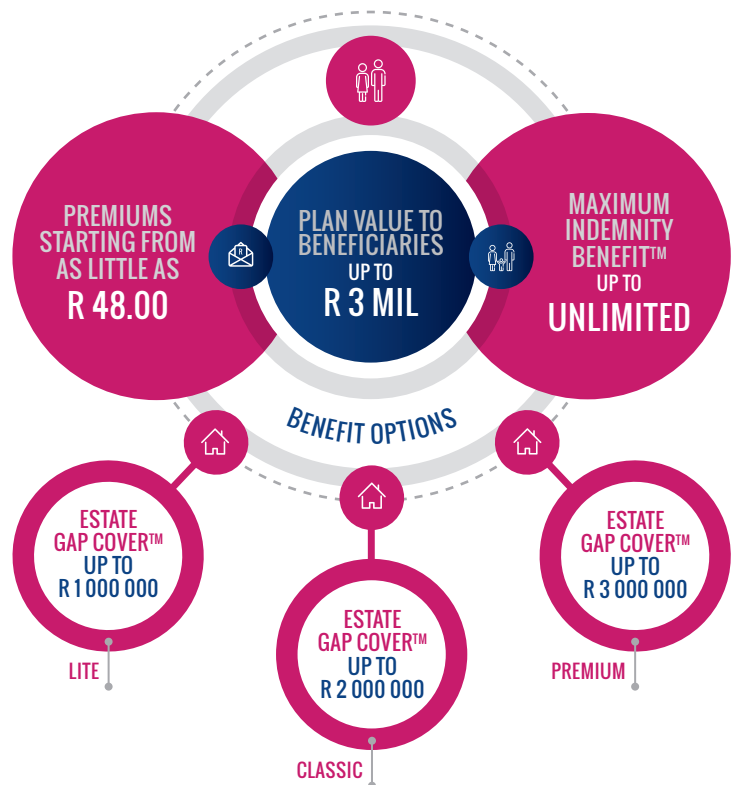 PREMIUMS
STARTING FROM
AS LITTLE AS
R 48.00
R
PLAN VALUE TO
BENEFICIARIES
UP TO
R 3 MIL
MAXIMUM
INDEMNITY
BENEFIT™
UP TO
UNLIMITED
BENEFIT OPTIONS
ESTATE
GAP COVER™
UP TO
R 1 000 000
LITE
ESTATE
GAP COVER™
UP TO
R 2 000 000
CLASSIC
ESTATE
GAP COVER™
UP TO
R 3 000 000
PREMIUM